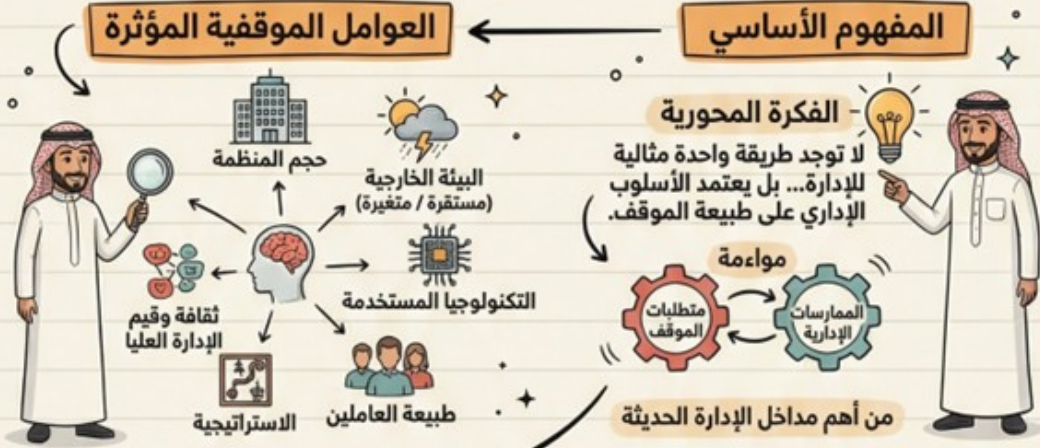 المفهوم الأساسي
الفكرة المحورية
لا توجد طريقة واحدة مثالية
للإدارة... بل يعتمد الأسلوب
الإداري على طبيعة الموقف.
مواءمة
الممارسات
الإدارية
متطلبات
الموقف
من أهم مداخل الإدارة الحديثة
العوامل الموقفية المؤثرة
حجم المنظمة
البيئة الخارجية
(مستقرة / متغيرة)
التكنولوجيا المستخدمة
طبيعة العاملين
الاستراتيجية
ثقافة وقيم
الإدارة العليا